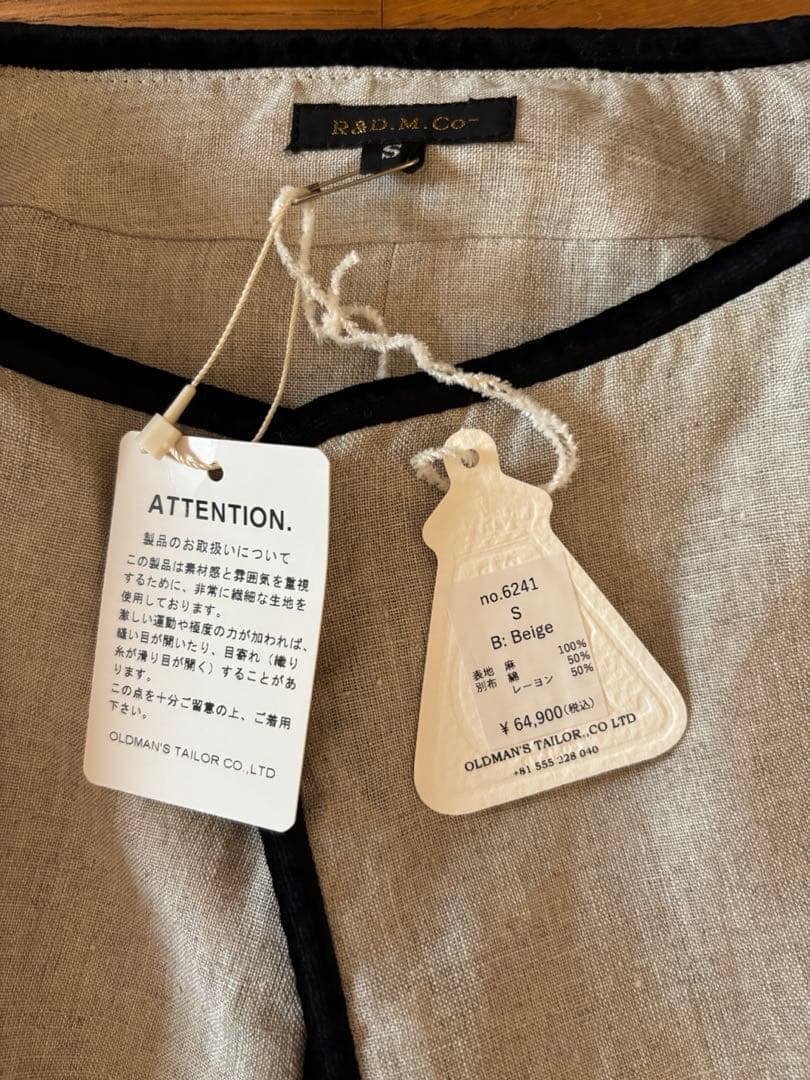 R&D.M.Co-
S
ATTENTION.
製品のお取扱いについて
この製品は素材感と雰囲気を重視
するために、非常に繊細な生地を
使用しております。
激しい運動や極度の力が加われば、
縫い目が開いたり、目寄れ（織り
糸が滑り目が開く）することがあ
ります。
この点を十分ご留意の上、ご着用
下さい。
OLDMAN'S TAILOR CO.,LTD
no.6241
S
B: Beige
表地 麻 100%
別布 綿 50%
レーヨン 50%
¥ 64,900(税込)
OLDMAN'S TAILOR.,CO LTD
+81 555 228 040